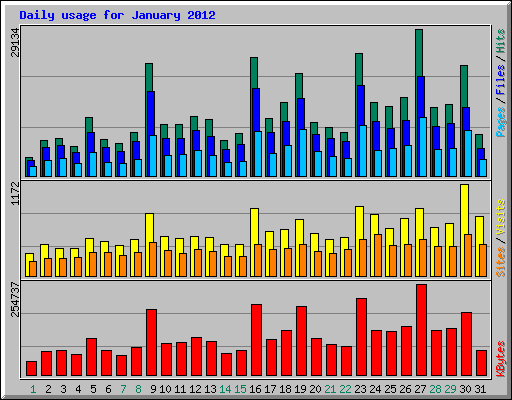 Daily usage for January 2012
29134
Pages / Files / Hits
1172
Sites / Visits
254737
KBytes
1 2 3 4 5 6 7 8 9 10 11 12 13 14 15 16 17 18 19 20 21 22 23 24 25 26 27 28 29 30 31